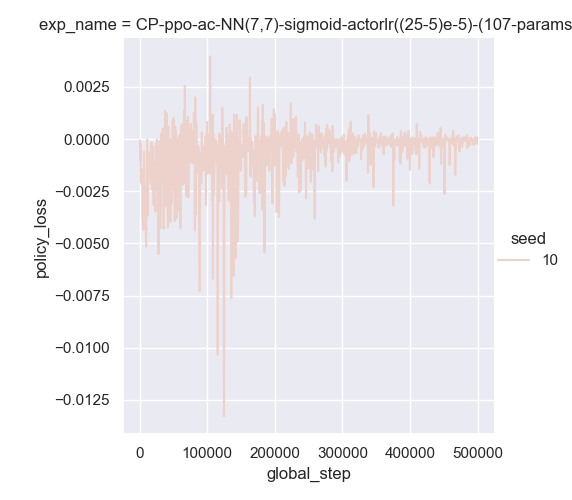 exp_name = CP-ppo-ac-NN(7,7)-sigmoid-actorlr((25-5)e-5)-(107-params
0.0025
0.0000
−0.0025
−0.0050
−0.0075
−0.0100
−0.0125
policy_loss
seed
10
0 100000 200000 300000 400000 500000
global_step